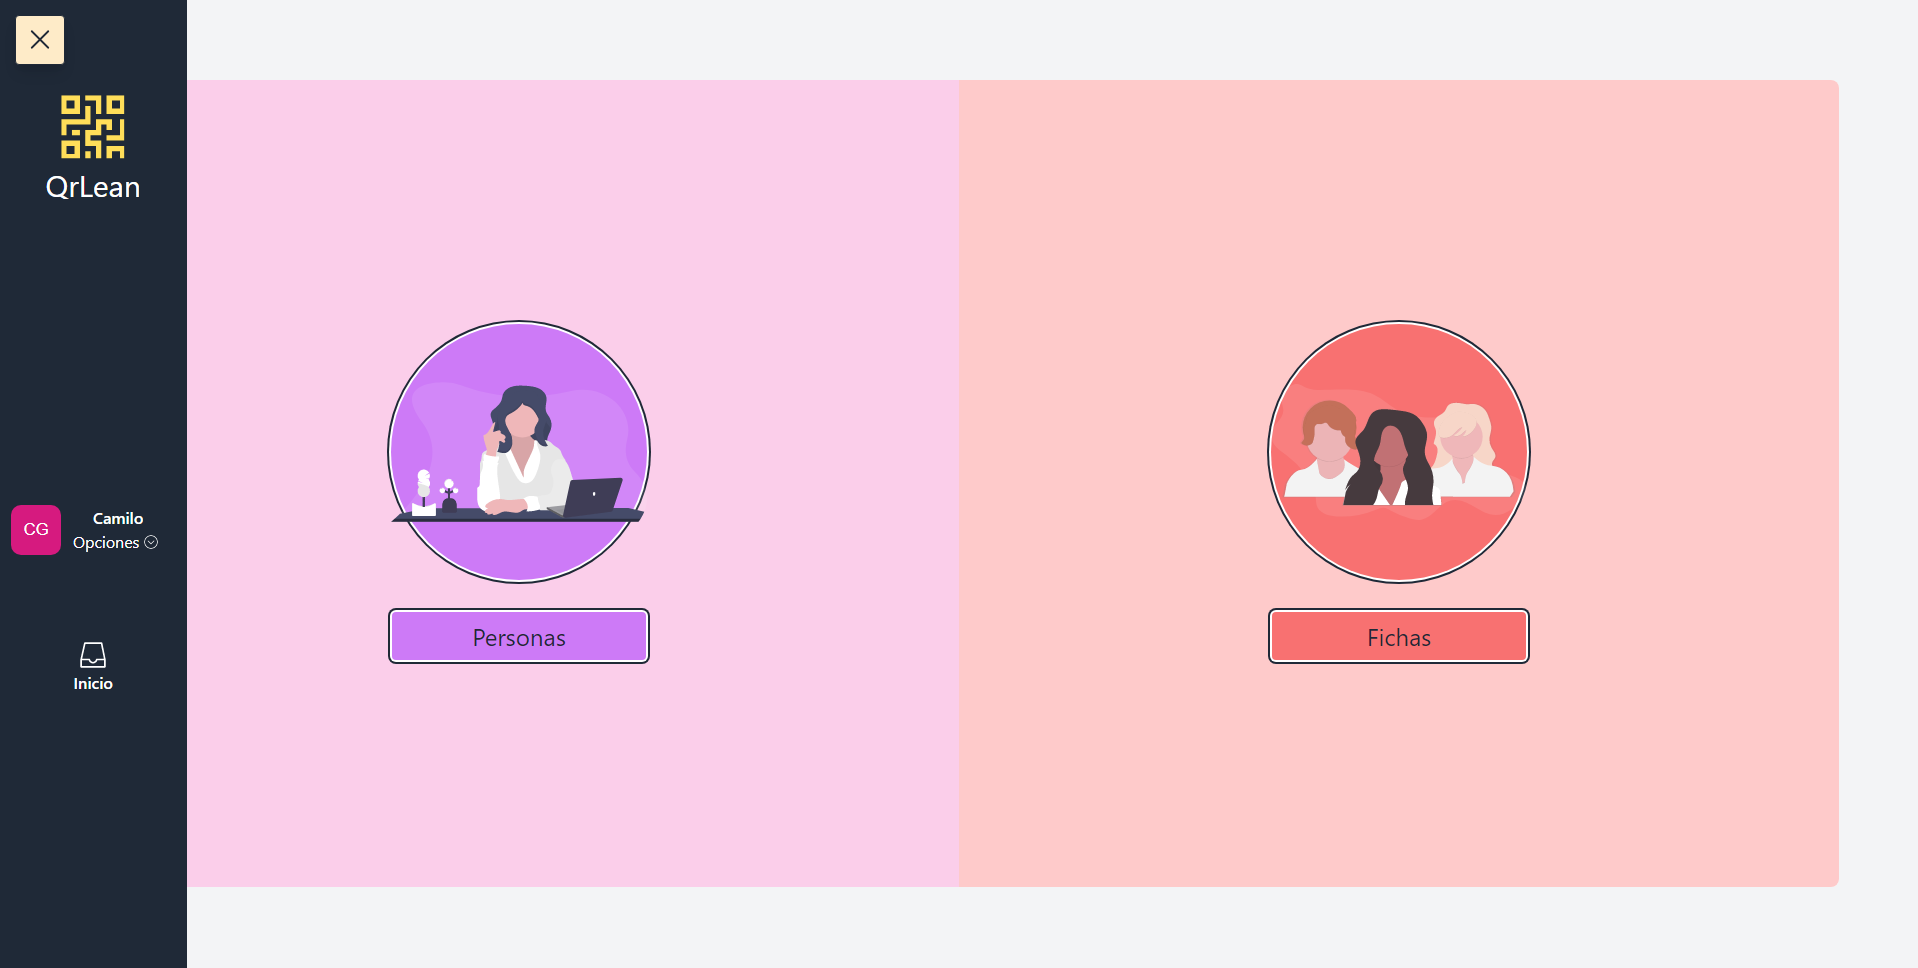 QrLean
CG
Camilo
Opciones
Inicio
Personas
Fichas